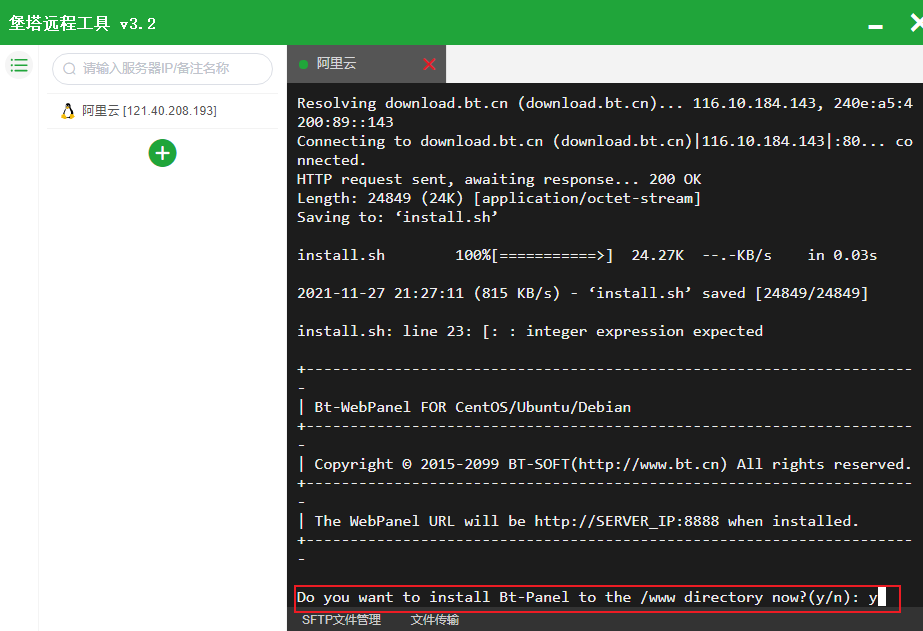 堡塔远程工具 v3.2
请输入服务器IP/备注名称
阿里云 [121.40.208.193]
阿里云
Resolving download.bt.cn (download.bt.cn)... 116.10.184.143, 240e:a5:4
200:89::143
Connecting to download.bt.cn (download.bt.cn)|116.10.184.143|:80... co
nnected.
HTTP request sent, awaiting response... 200 OK
Length: 24849 (24K) [application/octet-stream]
Saving to: ‘install.sh’
install.sh 100%[===========>] 24.27K --.-KB/s in 0.03s
2021-11-27 21:27:11 (815 KB/s) - ‘install.sh’ saved [24849/24849]
install.sh: line 23: [: : integer expression expected
+---------------------------------------------------------------------
-
| Bt-WebPanel FOR CentOS/Ubuntu/Debian
+---------------------------------------------------------------------
-
| Copyright © 2015-2099 BT-SOFT(http://www.bt.cn) All rights reserved.
+---------------------------------------------------------------------
-
| The WebPanel URL will be http://SERVER_IP:8888 when installed.
+---------------------------------------------------------------------
-
Do you want to install Bt-Panel to the /www directory now?(y/n): y
SFTP文件管理 文件传输